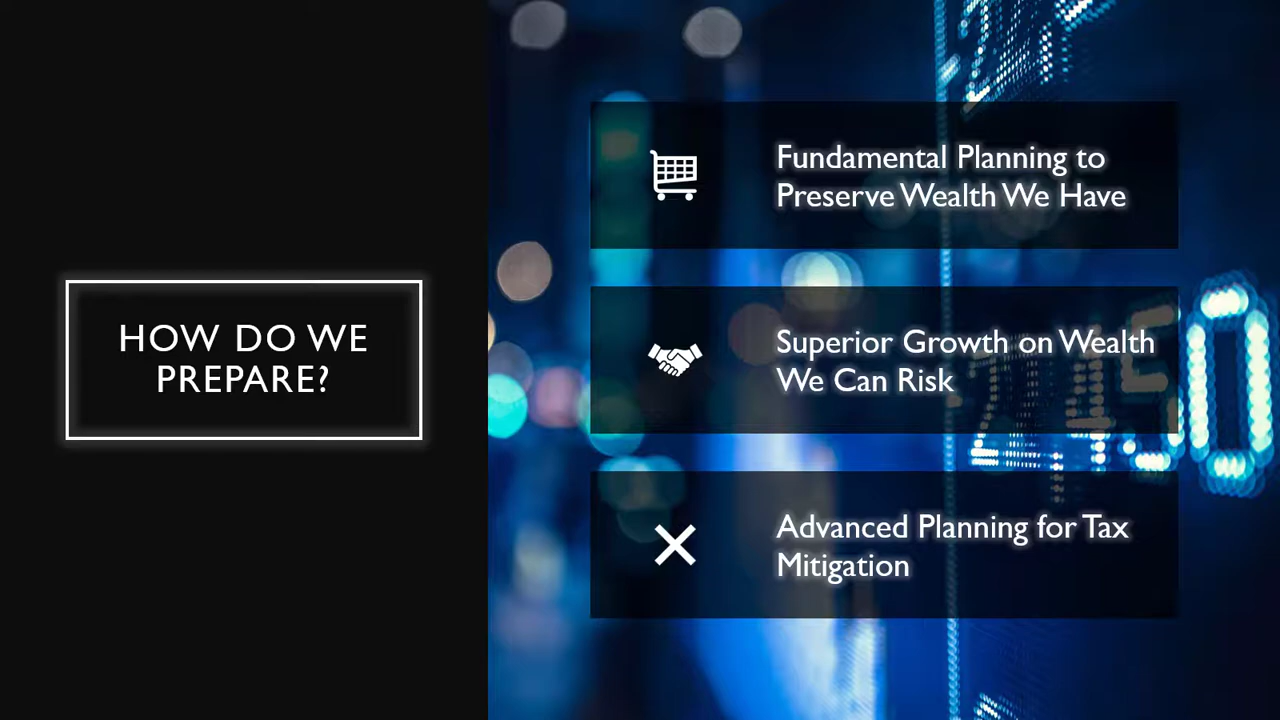 HOW DO WE
PREPARE?
Fundamental Planning to
Preserve Wealth We Have
Superior Growth on Wealth
We Can Risk
Advanced Planning for Tax
Mitigation